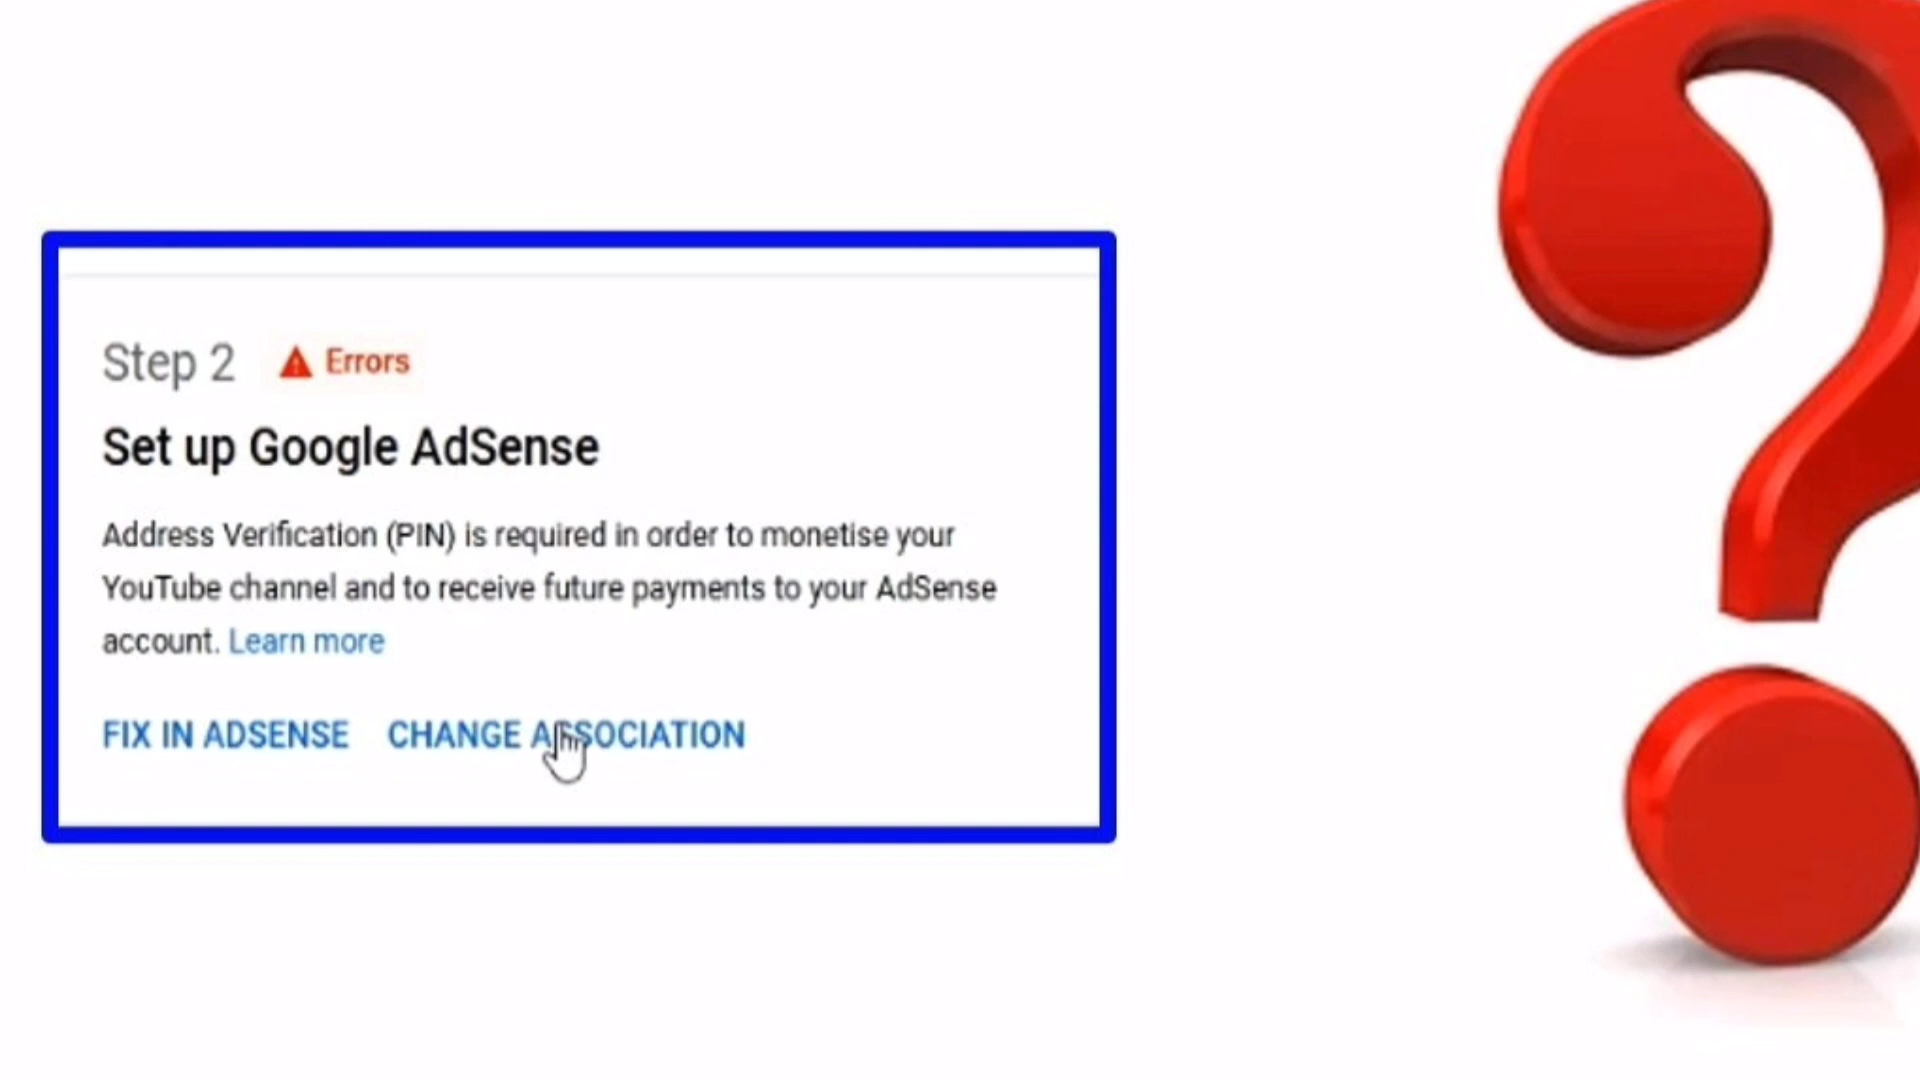 Step 2 Errors
Set up Google AdSense
Address Verification (PIN) is required in order to monetise your
YouTube channel and to receive future payments to your AdSense
account. Learn more
FIX IN ADSENSE CHANGE ASSOCIATION